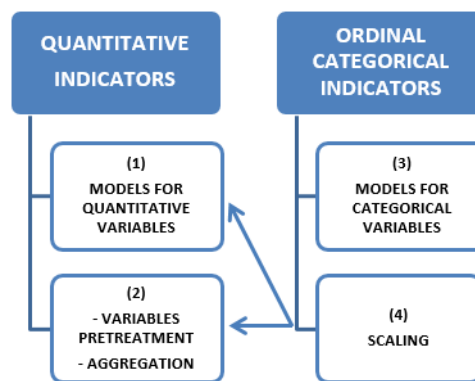 QUANTITATIVE
INDICATORS
ORDINAL
CATEGORICAL
INDICATORS
(1)
MODELS FOR
QUANTITATIVE
VARIABLES
(3)
MODELS FOR
CATEGORICAL
VARIABLES
(2)
- VARIABLES
PRETREATMENT
- AGGREGATION
(4)
SCALING